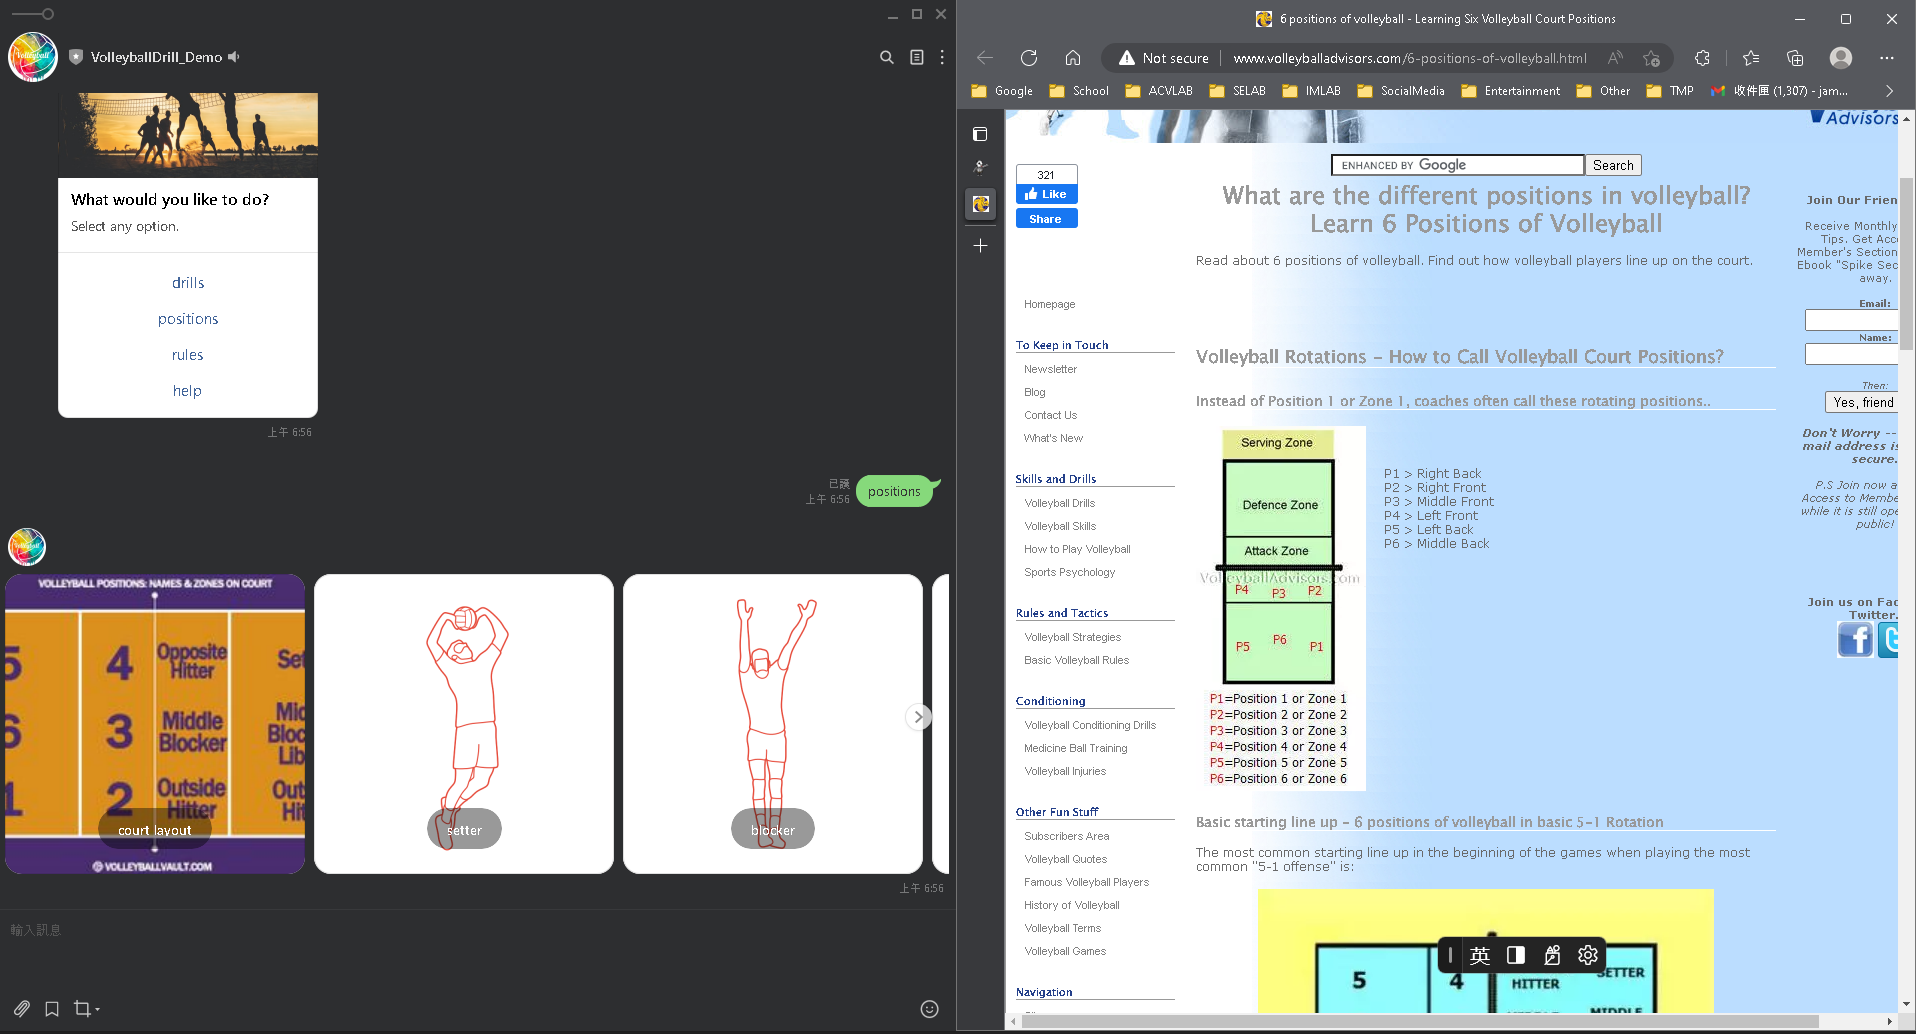 VolleyballDrill_Demo
What would you like to do?
Select any option.
drills
positions
rules
help
上午 6:56
已讀
上午 6:56
positions
VOLLEYBALL POSITIONS: NAMES & ZONES ON COURT
5
4
Opposite
Hitter
Set
6
3
Middle
Blocker
Mid
Bloc
Lib
1
2
Outside
Hitter
Out
Hit
court layout
VOLLEYBALLVAULT.COM
setter
blocker
上午 6:56
輸入訊息
6 positions of volleyball - Learning Six Volleyball Court Positions
Not secure
www.volleyballadvisors.com/6-positions-of-volleyball.html
Google
School
ACVLAB
SELAB
IMLAB
SocialMedia
Entertainment
Other
TMP
收件匣 (1,307) - jam...
Advisors
321
Like
Share
ENHANCED BY Google
Search
What are the different positions in volleyball?
Learn 6 Positions of Volleyball
Read about 6 positions of volleyball. Find out how volleyball players line up on the court.
Homepage
To Keep in Touch
Newsletter
Blog
Contact Us
What's New
Skills and Drills
Volleyball Drills
Volleyball Skills
How to Play Volleyball
Sports Psychology
Rules and Tactics
Volleyball Strategies
Basic Volleyball Rules
Conditioning
Volleyball Conditioning Drills
Medicine Ball Training
Volleyball Injuries
Other Fun Stuff
Subscribers Area
Volleyball Quotes
Famous Volleyball Players
History of Volleyball
Volleyball Terms
Volleyball Games
Navigation
Volleyball Rotations - How to Call Volleyball Court Positions?
Instead of Position 1 or Zone 1, coaches often call these rotating positions..
Serving Zone
Defence Zone
Attack Zone
VolleyballAdvisors.com
P4
P3
P2
P5
P6
P1
P1=Position 1 or Zone 1
P2=Position 2 or Zone 2
P3=Position 3 or Zone 3
P4=Position 4 or Zone 4
P5=Position 5 or Zone 5
P6=Position 6 or Zone 6
P1 > Right Back
P2 > Right Front
P3 > Middle Front
P4 > Left Front
P5 > Left Back
P6 > Middle Back
Basic starting line up - 6 positions of volleyball in basic 5-1 Rotation
The most common starting line up in the beginning of the games when playing the most
common "5-1 offense" is:
5
4
HITTER
SETTER
MIDDLE
英
Join Our Frien
Receive Monthly
Tips. Get Acc
Member's Section
Ebook "Spike Sec
away.
Email:
Name:
Then:
Yes, friend
Don't Worry --
mail address is
secure.
P.S Join now a
Access to Membe
while it is still ope
public!
Join us on Fac
Twitter.